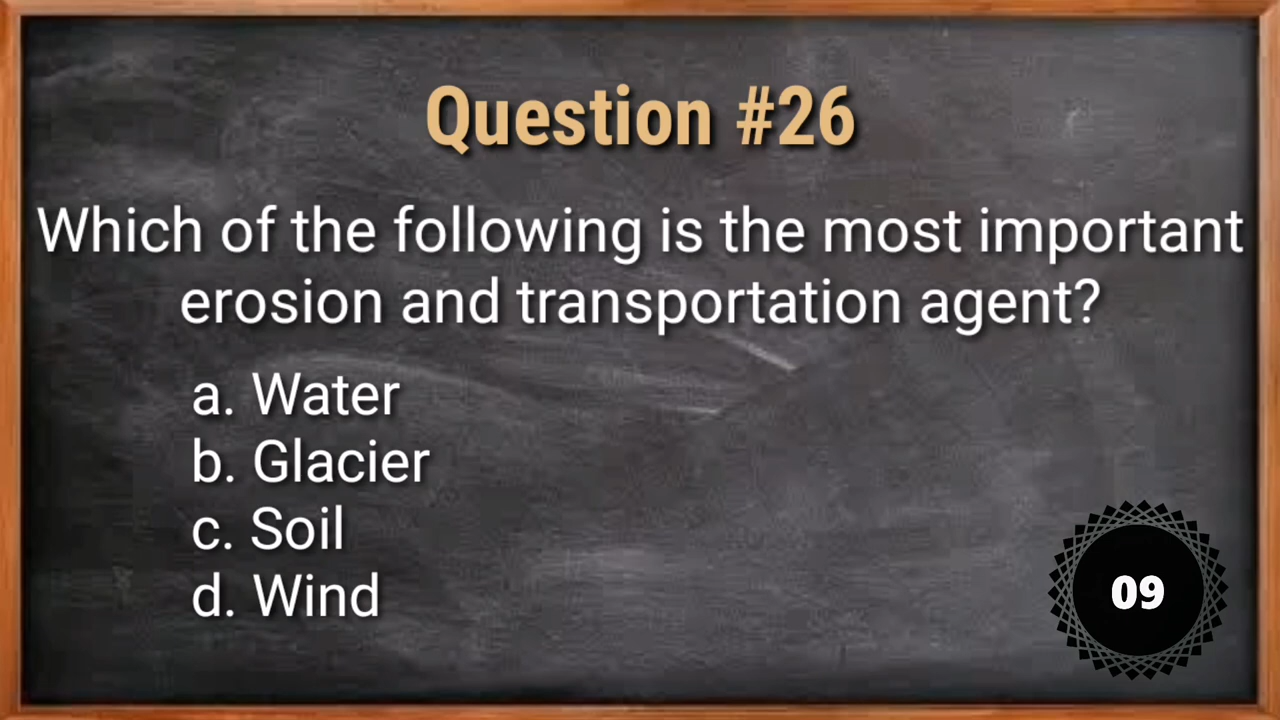 Question #26
Which of the following is the most important
erosion and transportation agent?
a. Water
b. Glacier
c. Soil
d. Wind
09